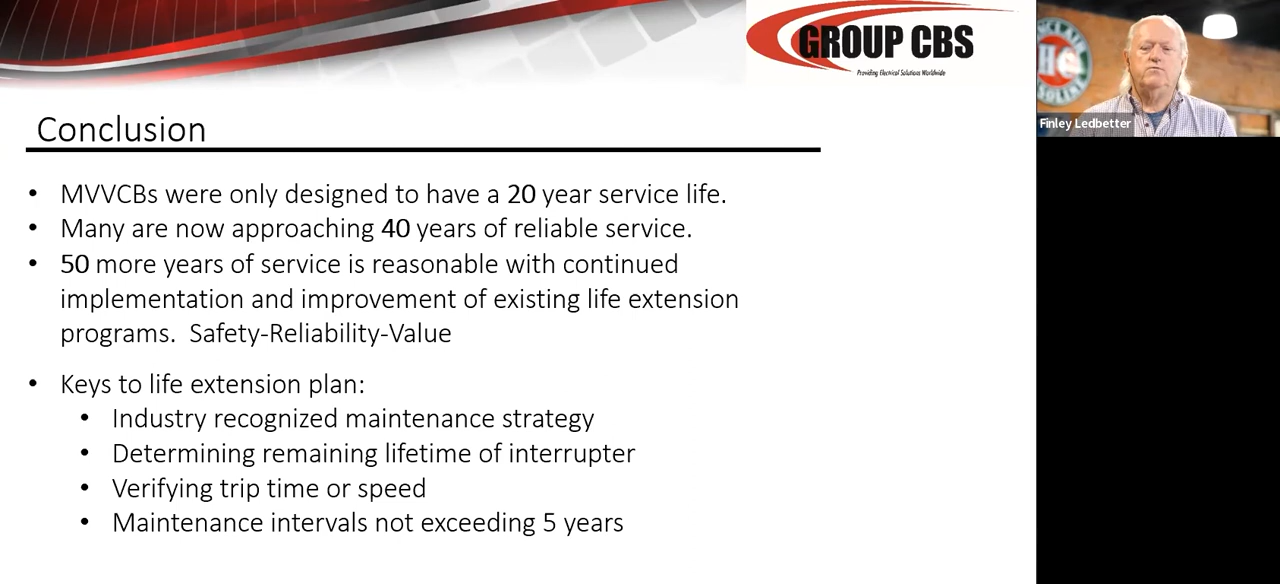 GROUP CBS
Providing Electrical Solutions Worldwide
Finley Ledbetter
Conclusion
• MVVCBs were only designed to have a 20 year service life.
• Many are now approaching 40 years of reliable service.
• 50 more years of service is reasonable with continued
implementation and improvement of existing life extension
programs. Safety-Reliability-Value
• Keys to life extension plan:
• Industry recognized maintenance strategy
• Determining remaining lifetime of interrupter
• Verifying trip time or speed
• Maintenance intervals not exceeding 5 years